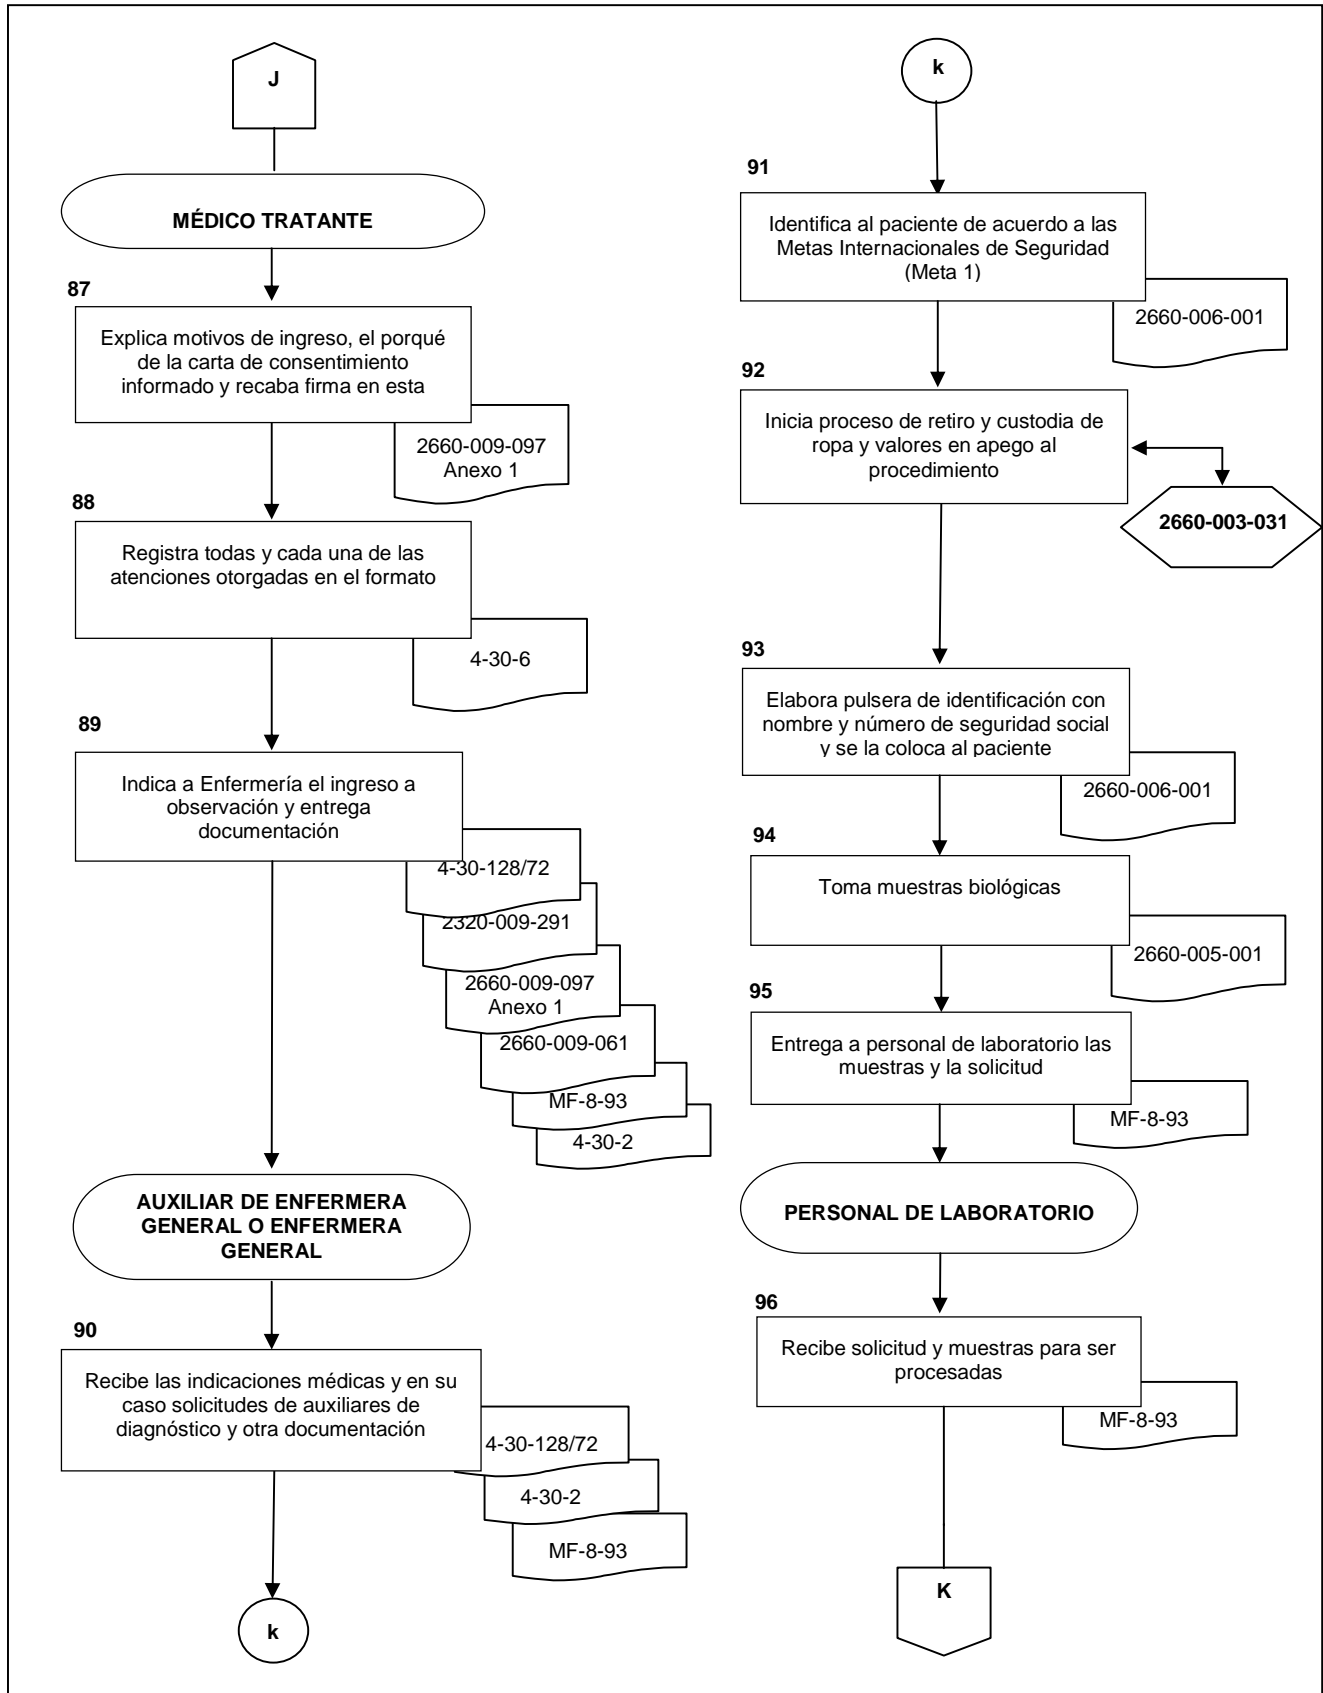 J
MÉDICO TRATANTE
87
Explica motivos de ingreso, el porqué
de la carta de consentimiento
informado y recaba firma en esta
2660-009-097
Anexo 1
88
Registra todas y cada una de las
atenciones otorgadas en el formato
4-30-6
89
Indica a Enfermería el ingreso a
observación y entrega
documentación
4-30-128/72
2320-009-291
2660-009-097
Anexo 1
2660-009-061
MF-8-93
4-30-2
AUXILIAR DE ENFERMERA
GENERAL O ENFERMERA
GENERAL
90
Recibe las indicaciones médicas y en su
caso solicitudes de auxiliares de
diagnóstico y otra documentación
4-30-128/72
4-30-2
MF-8-93
k
k
91
Identifica al paciente de acuerdo a las
Metas Internacionales de Seguridad
(Meta 1)
2660-006-001
92
Inicia proceso de retiro y custodia de
ropa y valores en apego al
procedimiento
2660-003-031
93
Elabora pulsera de identificación con
nombre y número de seguridad social
y se la coloca al paciente
2660-006-001
94
Toma muestras biológicas
2660-005-001
95
Entrega a personal de laboratorio las
muestras y la solicitud
MF-8-93
PERSONAL DE LABORATORIO
96
Recibe solicitud y muestras para ser
procesadas
MF-8-93
K